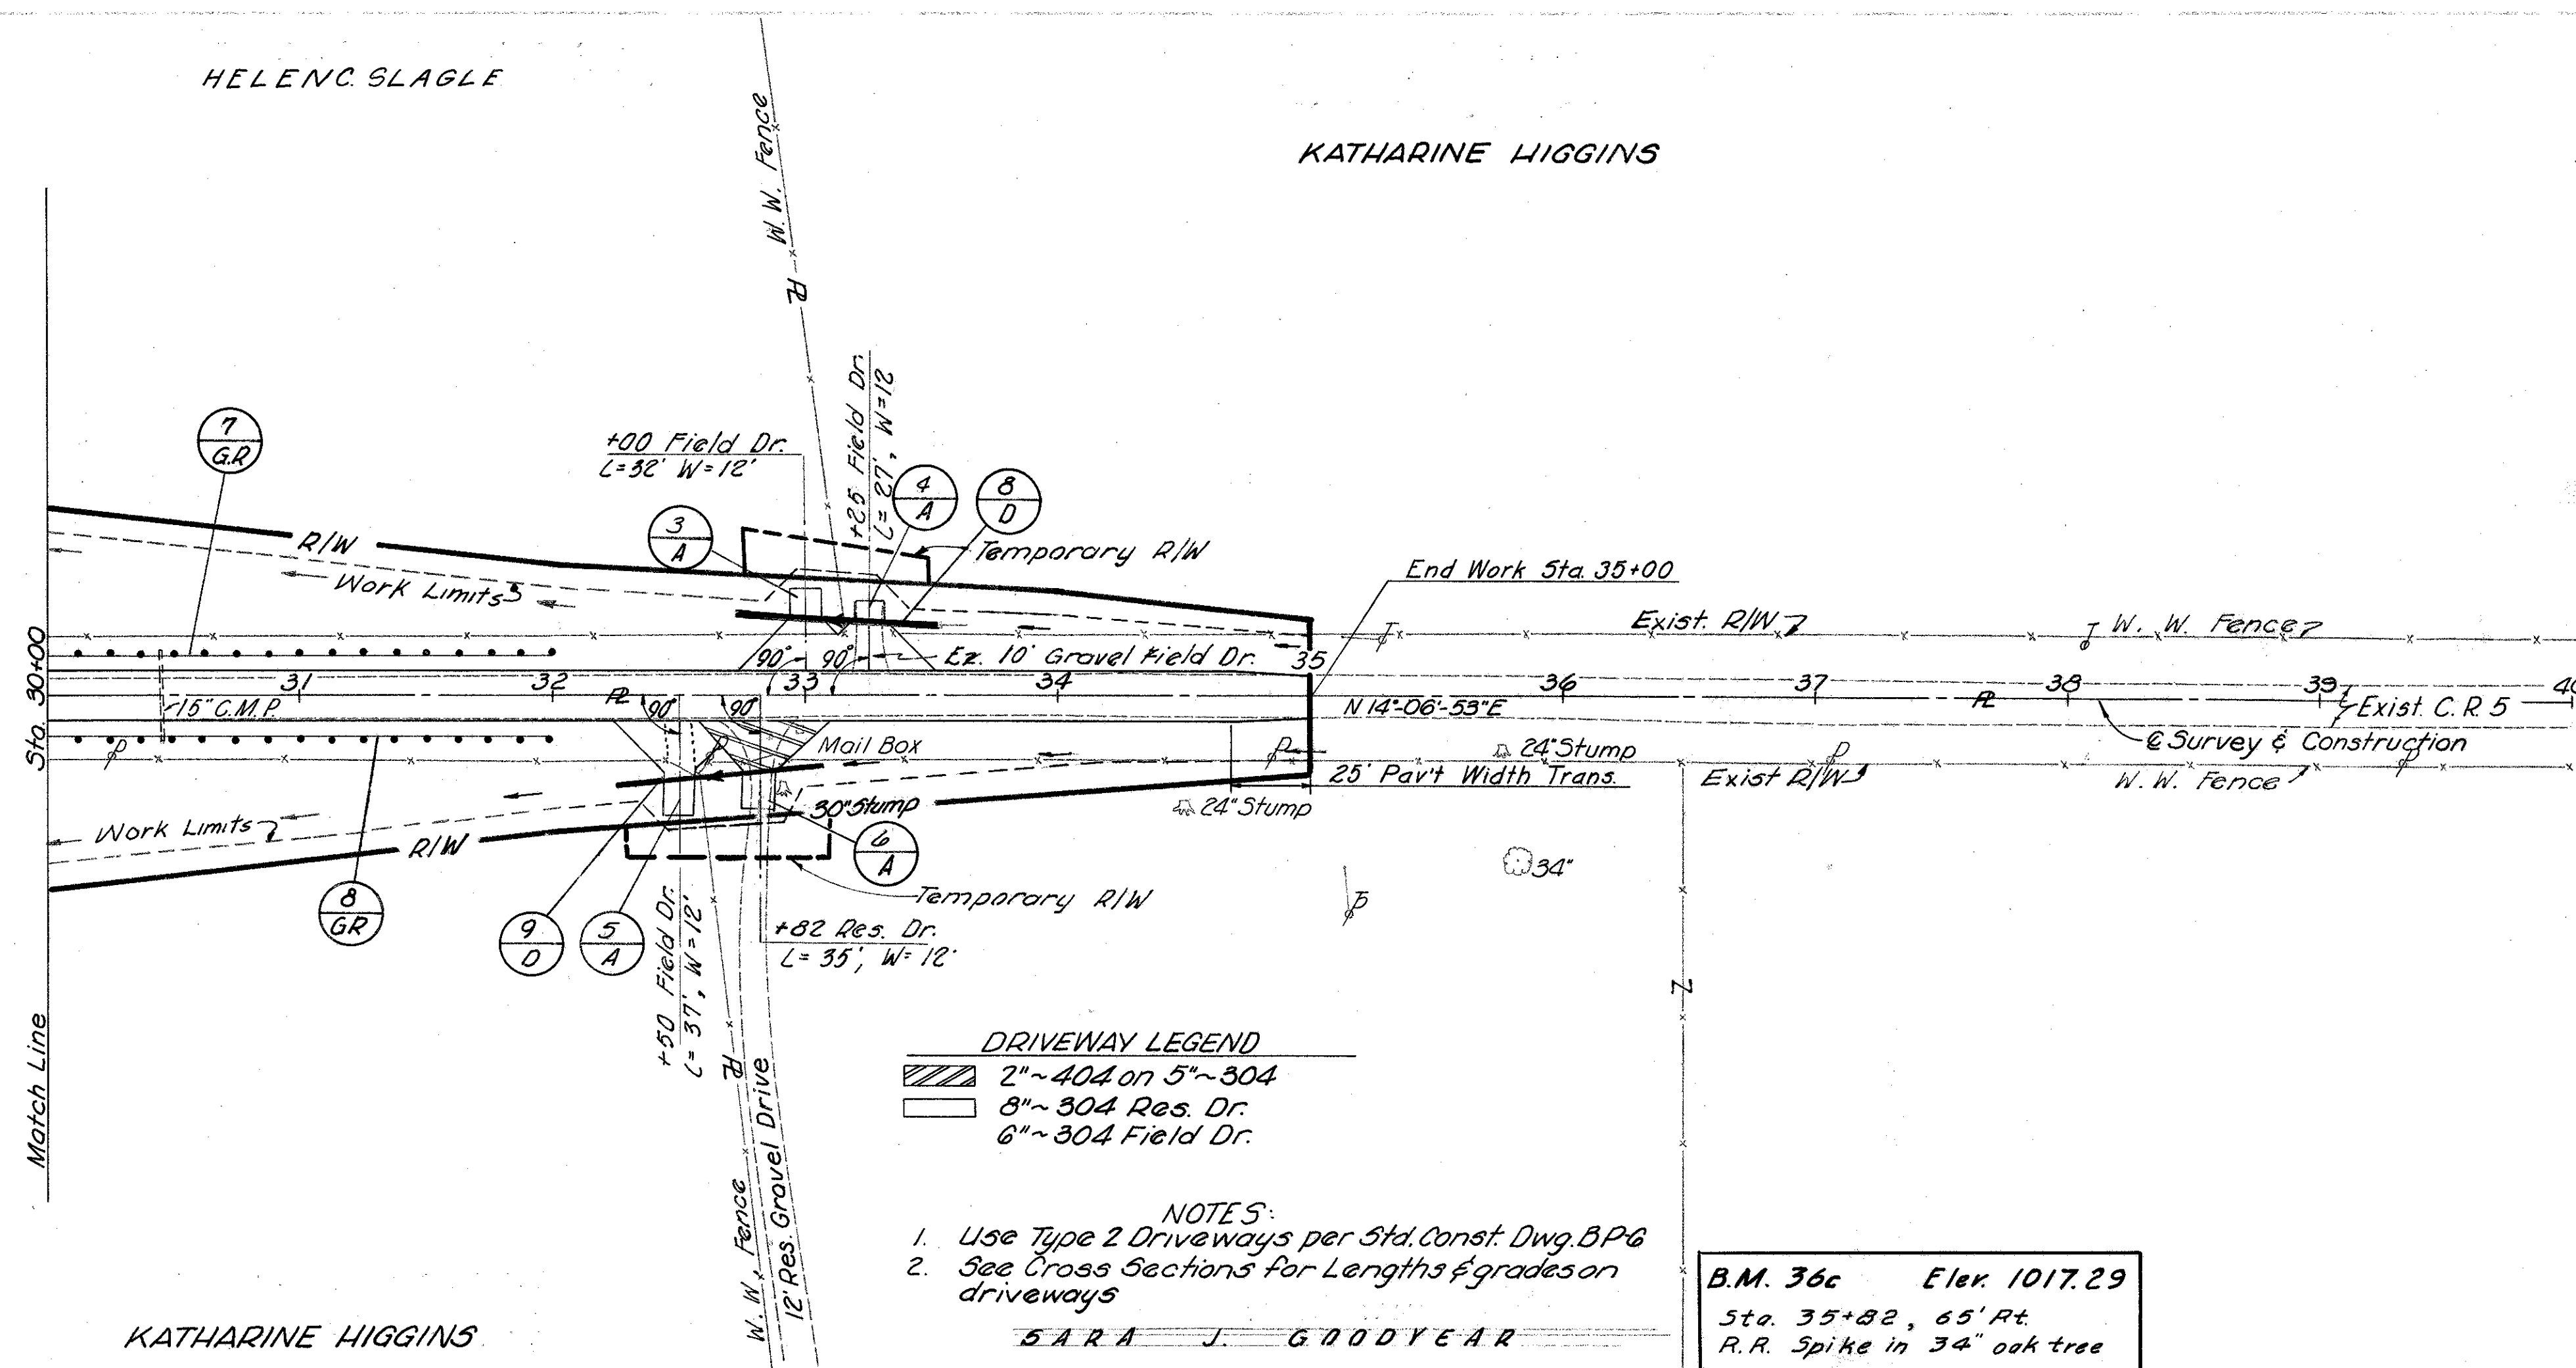 HELEN C. SLAGLE
KATHARINE HIGGINS
W. W. Fence
+00 Field Dr.
L=32' W=12'
+25 Field Dr.
L=27', W=12
7
G.R
3
A
4
A
8
D
Temporary R/W
R/W
Work Limits
End Work Sta. 35+00
Exist. R/W
W. W. Fence
Sta. 30+00
Match Line
90°
90°
Ex. 10' Gravel Field Dr.
31
32
33
34
35
36
37
38
39
40
15" C.M.P.
90°
90°
N 14°-06'-53"E
Exist. C.R. 5
Mail Box
24" Stump
℄ Survey & Construction
25' Pav't Width Trans.
Exist R/W
W. W. Fence
30" Stump
24" Stump
Work Limits
R/W
6
A
34"
8
GR
9
D
5
A
Temporary R/W
+50 Field Dr.
L= 37', W=12'
+82 Res. Dr.
L= 35', W= 12'
W. W. Fence
12' Res. Gravel Drive
DRIVEWAY LEGEND
2"~404 on 5"~304
8"~304 Res. Dr.
6"~304 Field Dr.
NOTES:
1. Use Type 2 Driveways per Std. Const. Dwg. BP-6
2. See Cross Sections for Lengths & grades on
driveways
KATHARINE HIGGINS
SARA J. GOODYEAR
B.M. 36c Elev. 1017.29
Sta. 35+82, 65' Rt.
R.R. Spike in 34" oak tree